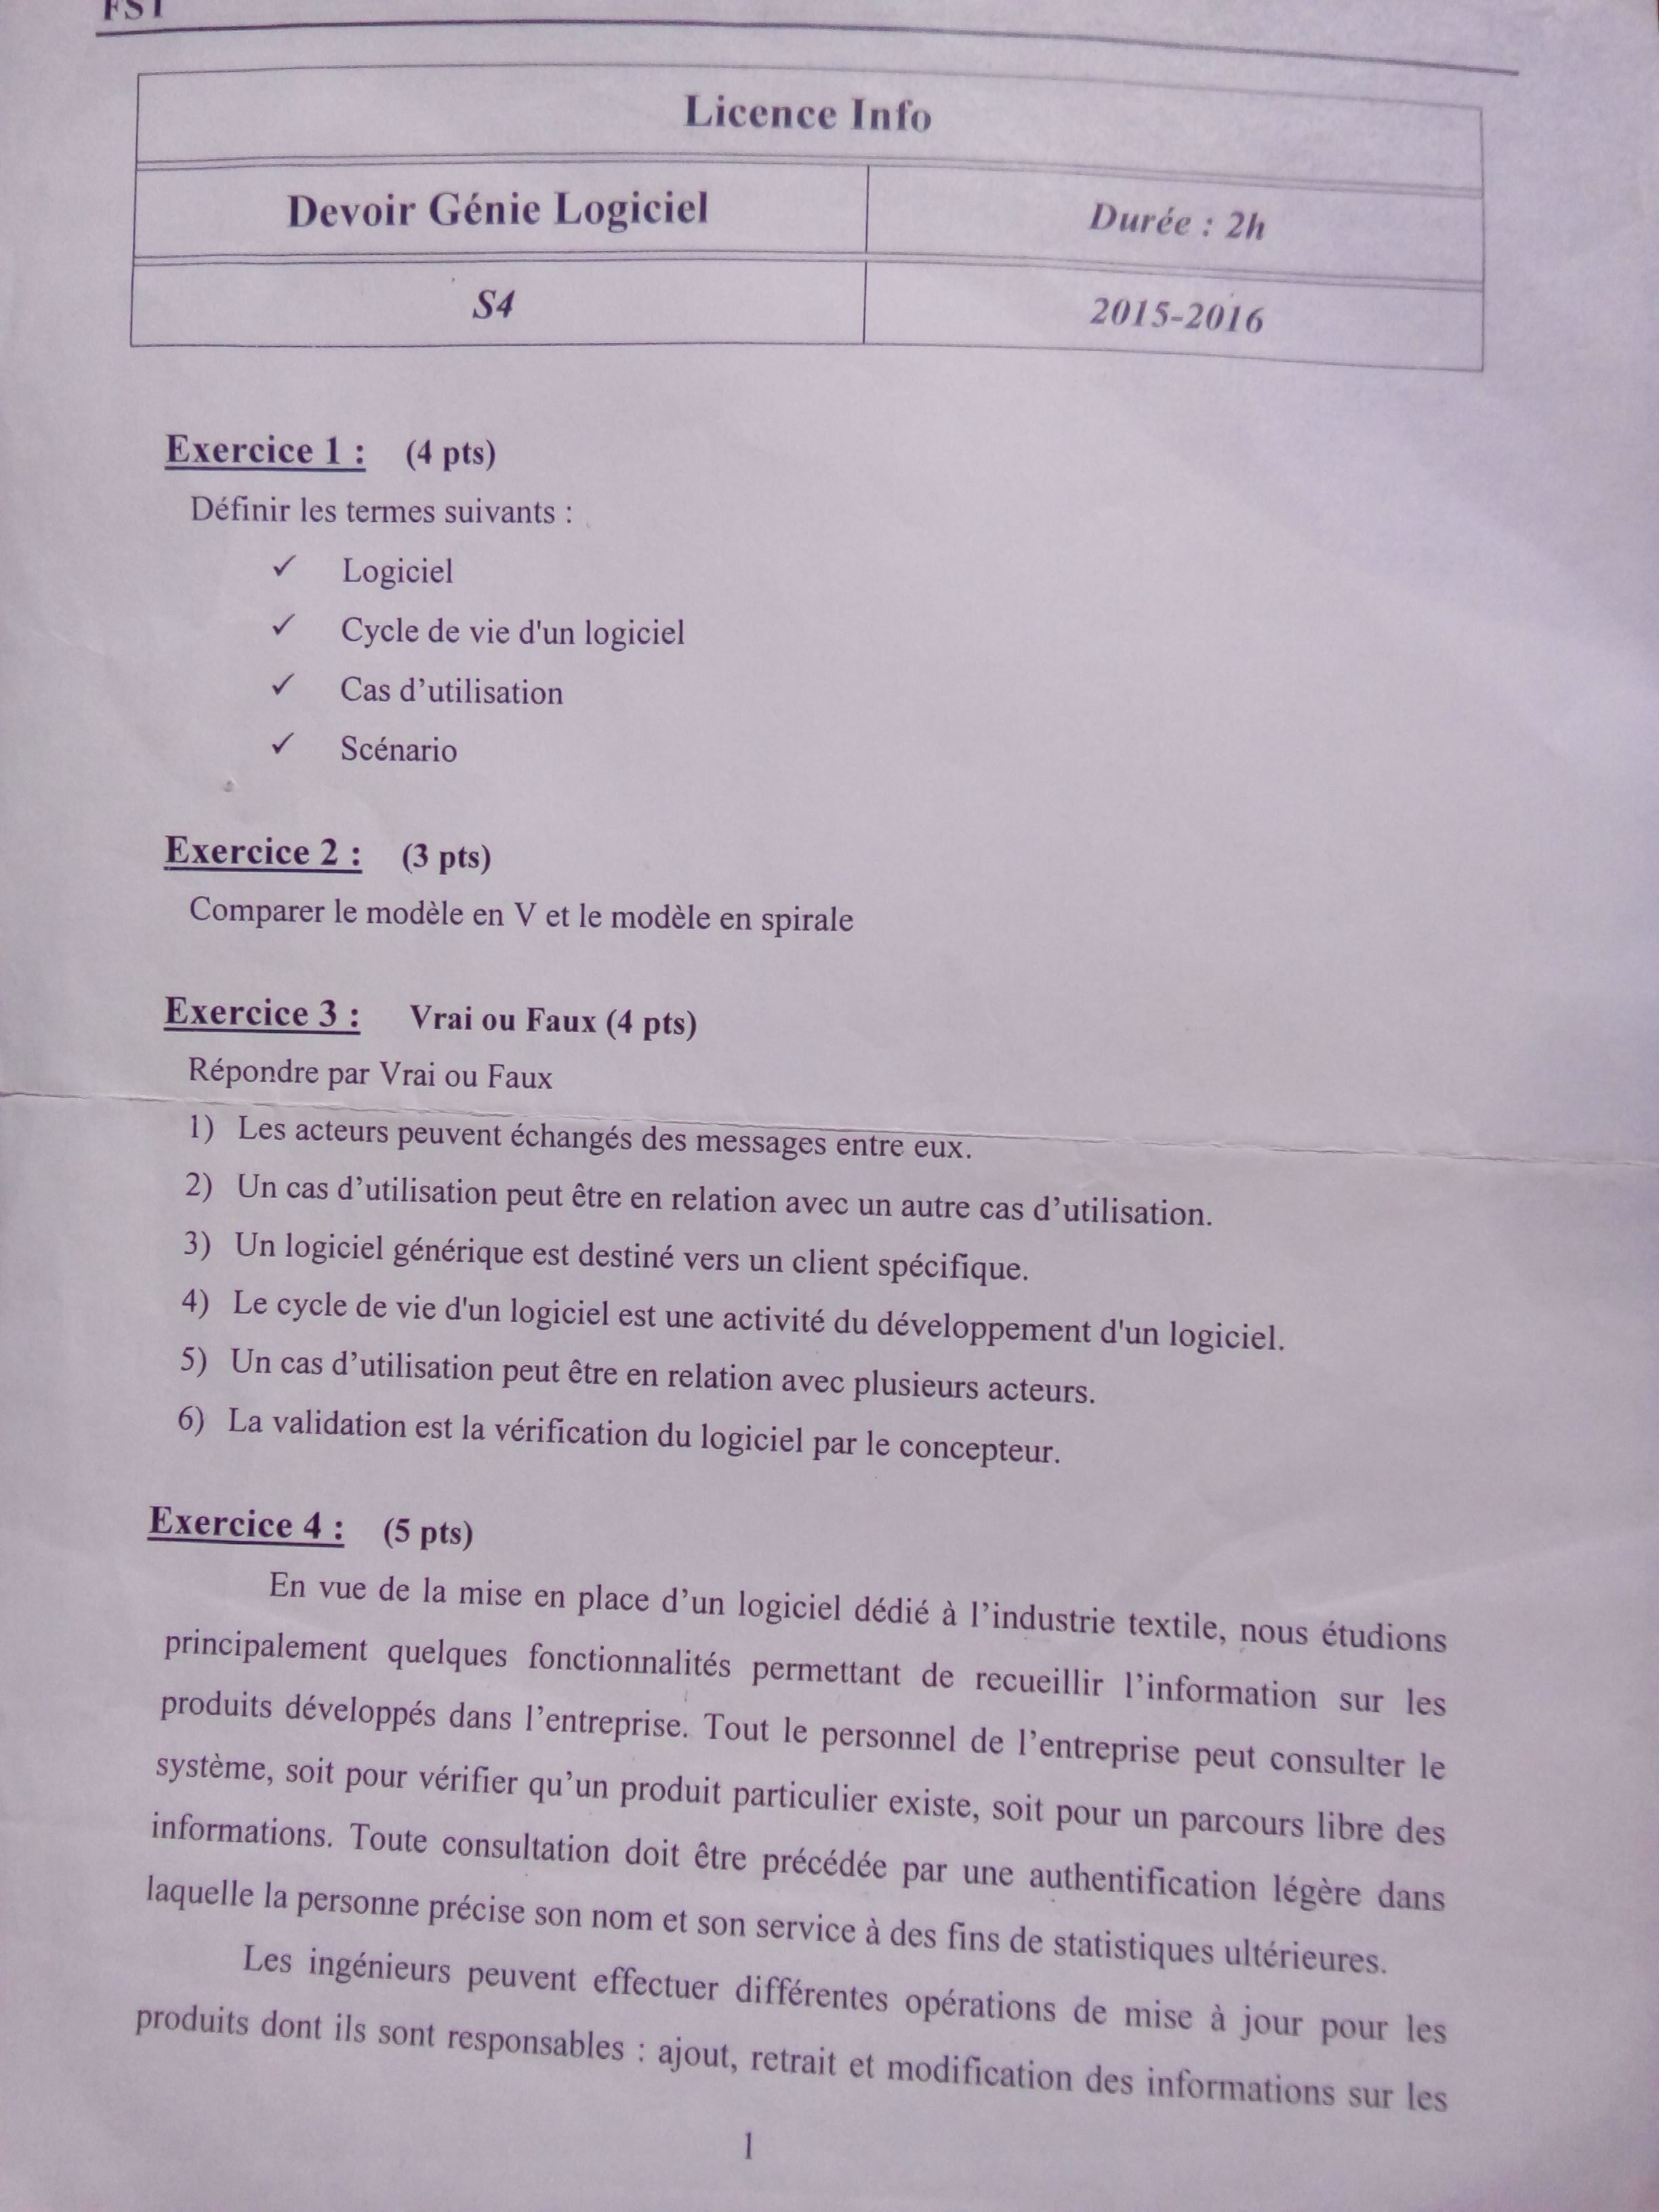 FST
Licence Info
Devoir Génie Logiciel
Durée : 2h
S4
2015-2016
Exercice 1 : (4 pts)
Définir les termes suivants :
✓ Logiciel
✓ Cycle de vie d'un logiciel
✓ Cas d’utilisation
✓ Scénario
Exercice 2 : (3 pts)
Comparer le modèle en V et le modèle en spirale
Exercice 3 : Vrai ou Faux (4 pts)
Répondre par Vrai ou Faux
1) Les acteurs peuvent échangés des messages entre eux.
2) Un cas d’utilisation peut être en relation avec un autre cas d’utilisation.
3) Un logiciel générique est destiné vers un client spécifique.
4) Le cycle de vie d'un logiciel est une activité du développement d'un logiciel.
5) Un cas d’utilisation peut être en relation avec plusieurs acteurs.
6) La validation est la vérification du logiciel par le concepteur.
Exercice 4 : (5 pts)
En vue de la mise en place d’un logiciel dédié à l’industrie textile, nous étudions
principalement quelques fonctionnalités permettant de recueillir l’information sur les
produits développés dans l’entreprise. Tout le personnel de l’entreprise peut consulter le
système, soit pour vérifier qu’un produit particulier existe, soit pour un parcours libre des
informations. Toute consultation doit être précédée par une authentification légère dans
laquelle la personne précise son nom et son service à des fins de statistiques ultérieures.
Les ingénieurs peuvent effectuer différentes opérations de mise à jour pour les
produits dont ils sont responsables : ajout, retrait et modification des informations sur les
1